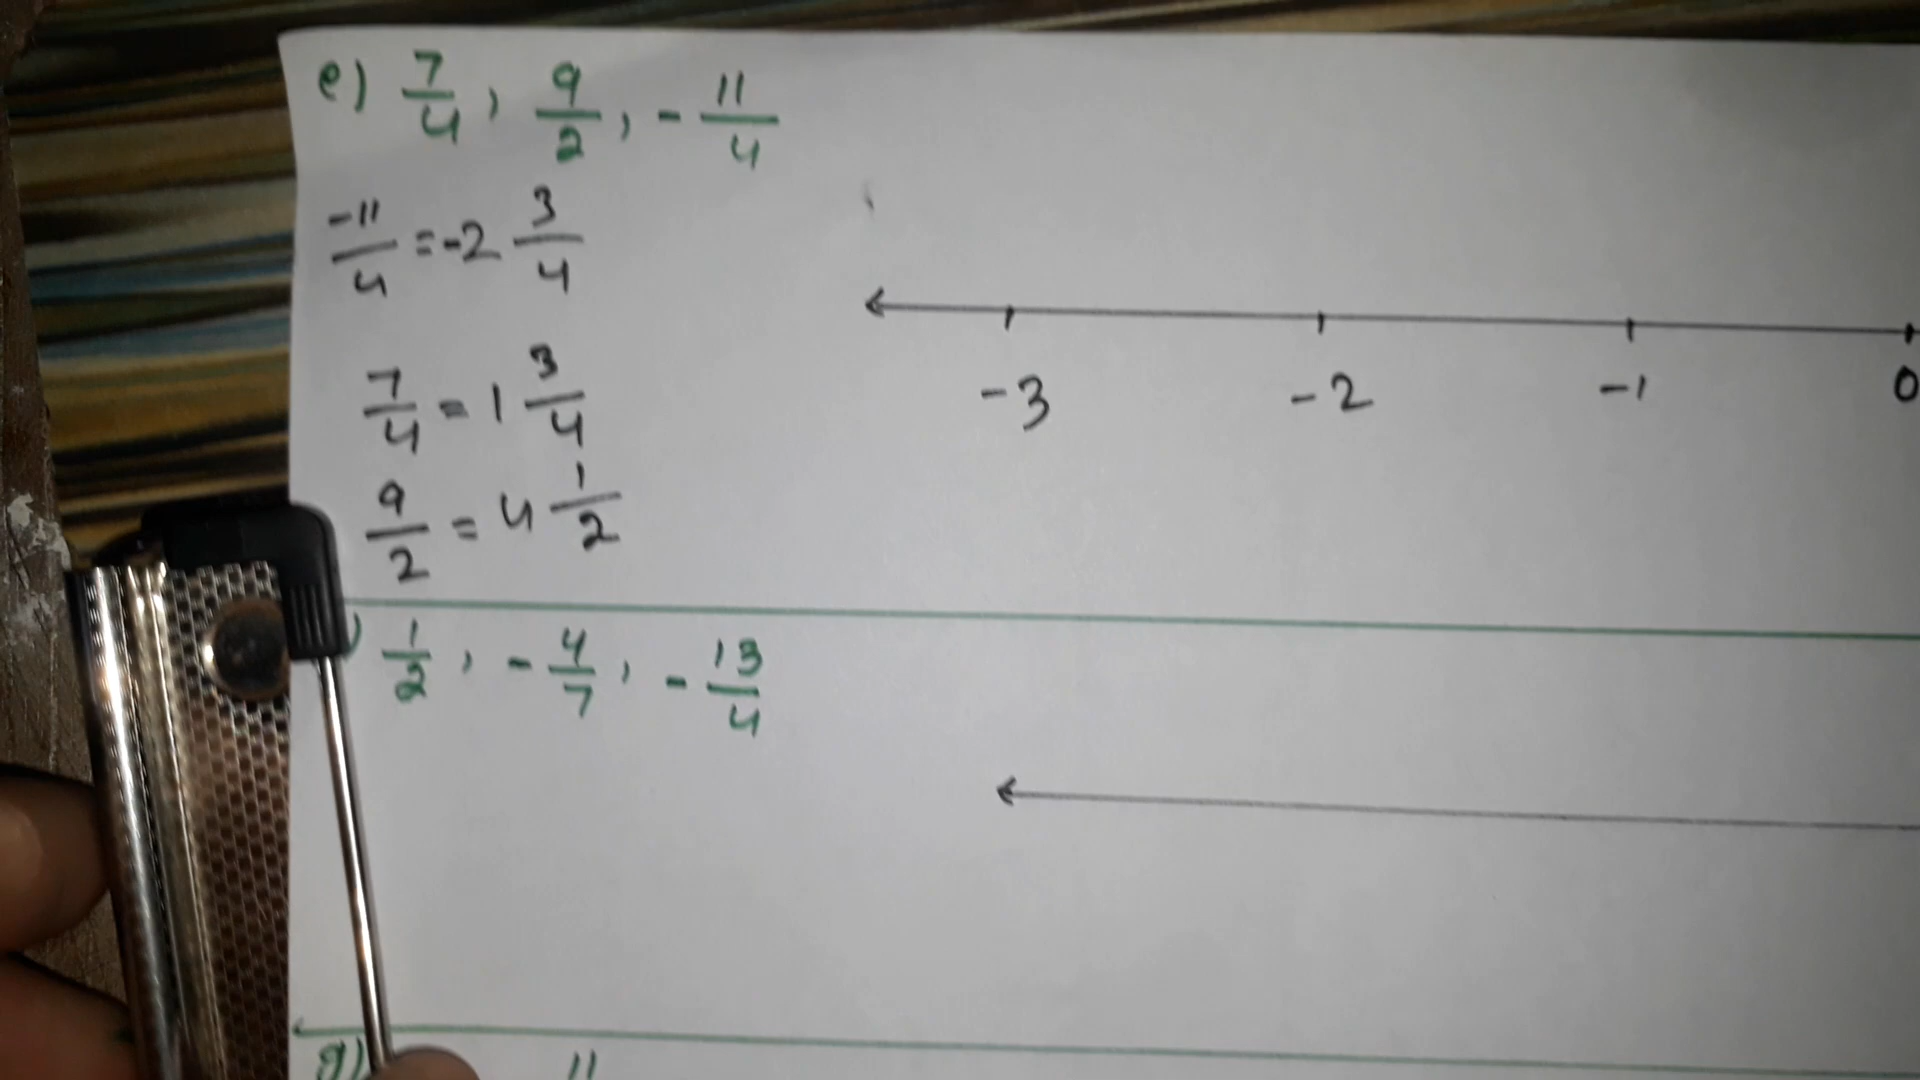 e) 7/4, 9/2, - 11/4
-11/4 = -2 3/4
-3 -2 -1 0
7/4 = 1 3/4
9/2 = 4 1/2
) 1/2, - 4/7, - 13/4
g) 11